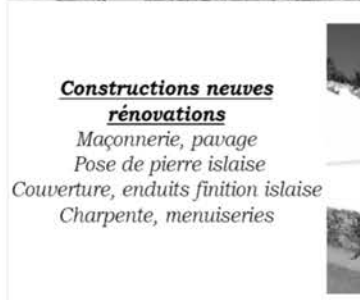 Constructions neuves
rénovations
Maçonnerie, pavage
Pose de pierre islaise
Couverture, enduits finition islaise
Charpente, menuiseries